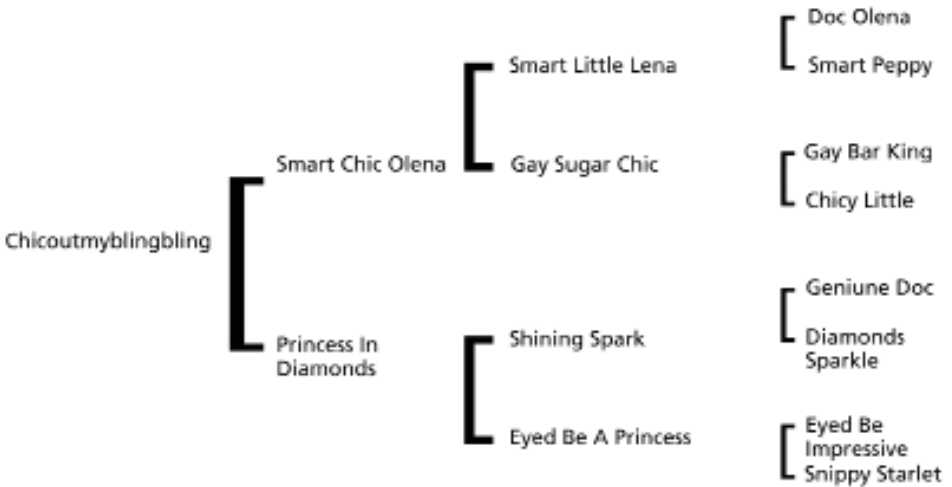 Doc Olena
Smart Little Lena
Smart Peppy
Gay Bar King
Smart Chic Olena
Gay Sugar Chic
Chicy Little
Chicoutmyblingbling
Geniune Doc
Princess In
Diamonds
Shining Spark
Diamonds
Sparkle
Eyed Be A Princess
Eyed Be
Impressive
Snippy Starlet